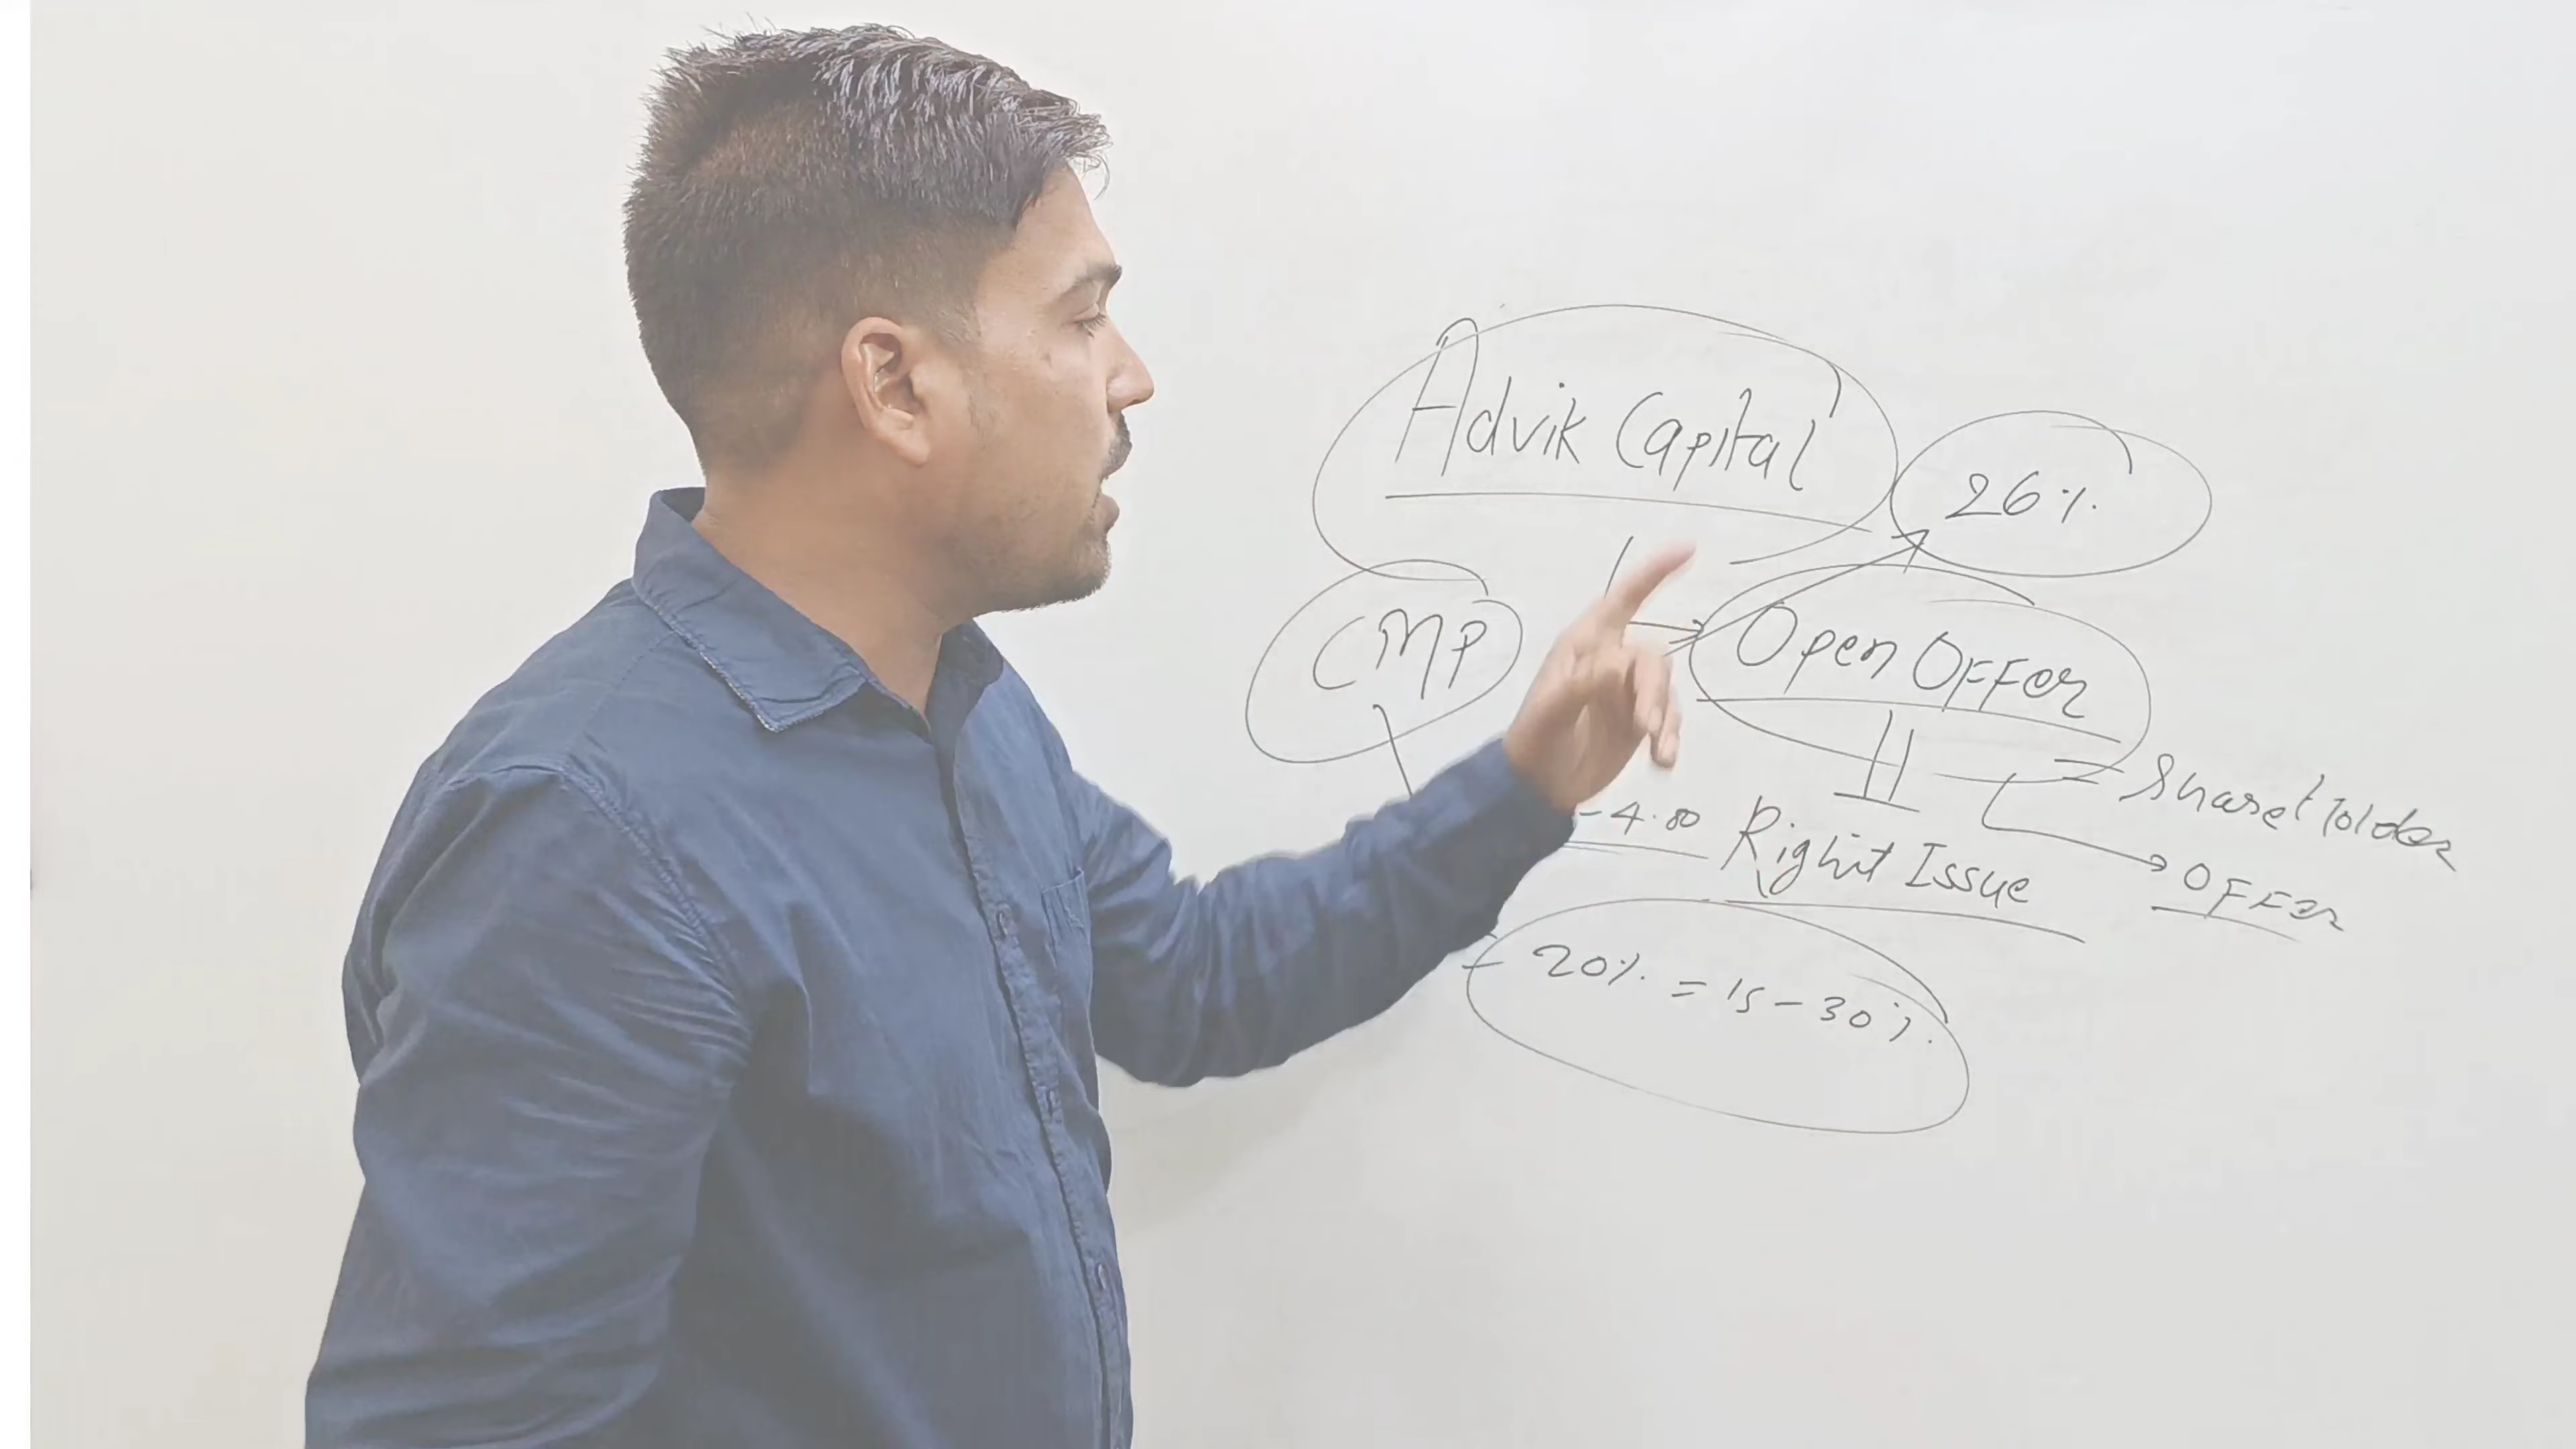 Advik Capital
26%.
CMP
Open OFFer
ShareHolder
-4.80
Right Issue
OFFer
20%. = 15-30%.